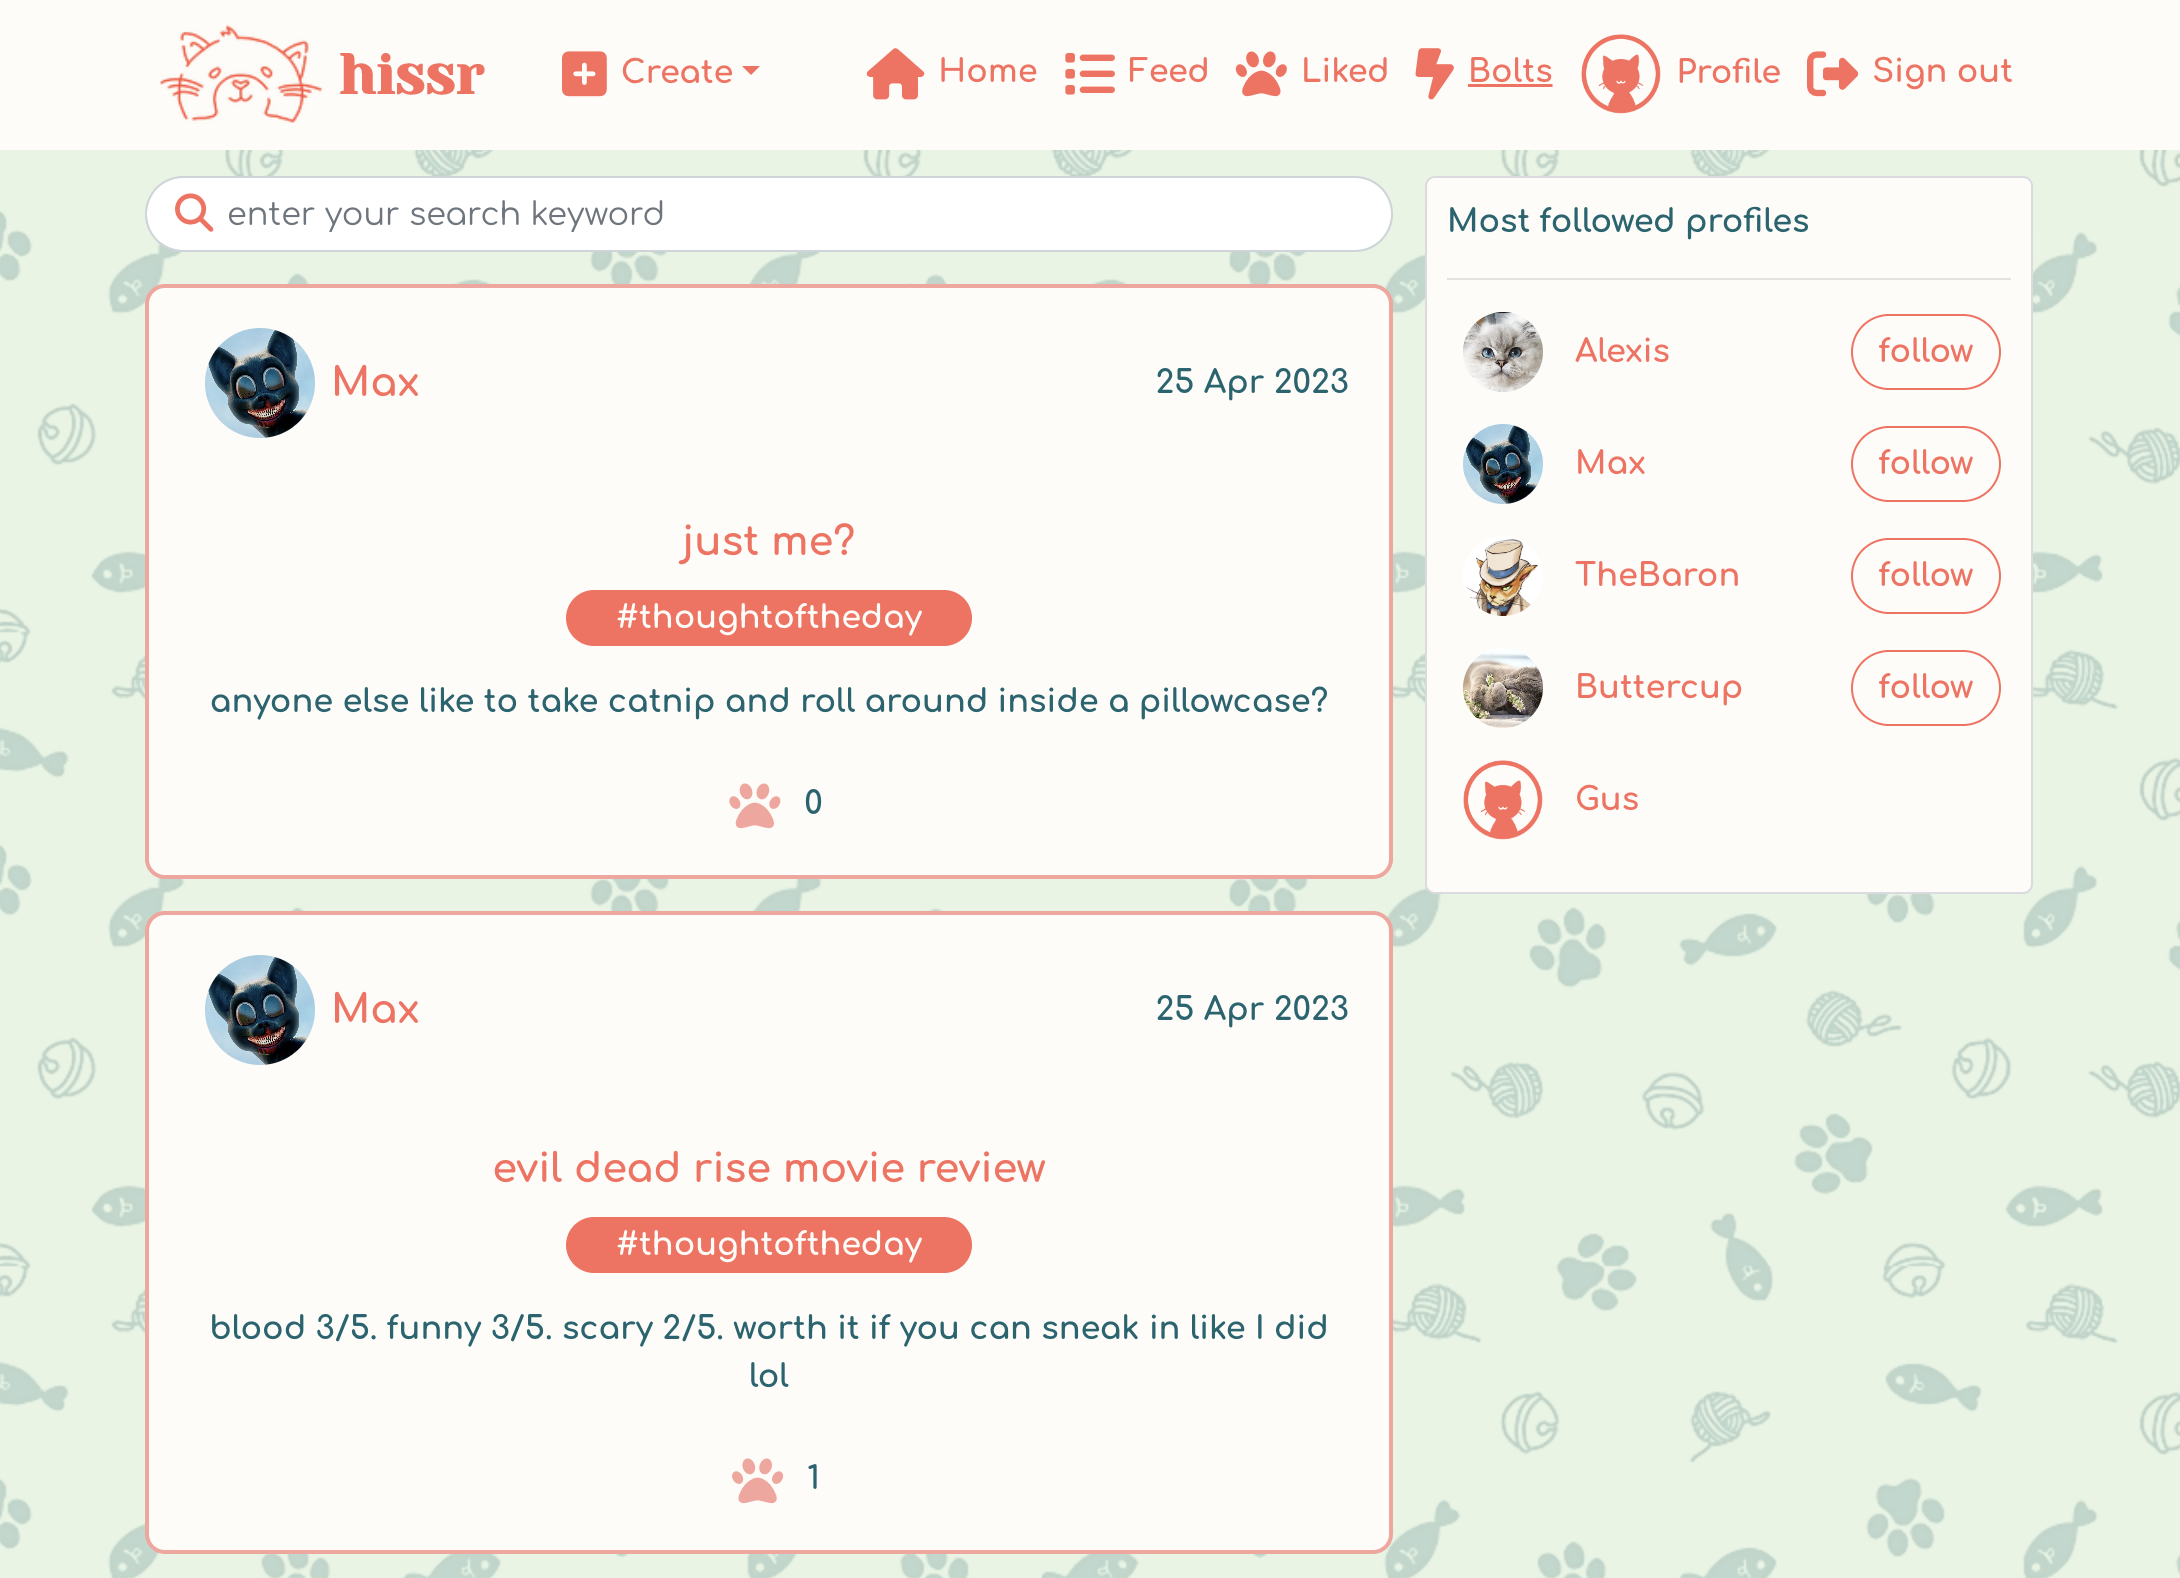 hissr
Create
Home
Feed
Liked
Bolts
Profile
Sign out
enter your search keyword
Max
25 Apr 2023
just me?
#thoughtoftheday
anyone else like to take catnip and roll around inside a pillowcase?
0
Max
25 Apr 2023
evil dead rise movie review
#thoughtoftheday
blood 3/5. funny 3/5. scary 2/5. worth it if you can sneak in like I did
lol
1
Most followed profiles
Alexis
follow
Max
follow
TheBaron
follow
Buttercup
follow
Gus